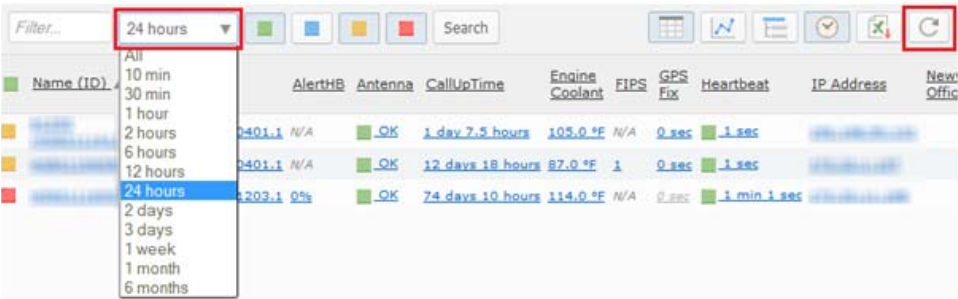 Filter... 24 hours Search
All
10 min
30 min
1 hour
2 hours
6 hours
12 hours
24 hours
2 days
3 days
1 week
1 month
6 months
Name (ID) AlertHB Antenna CallUpTime Engine Coolant FIPS GPS Fix Heartbeat IP Address
0401.1 N/A OK 1 day 7.5 hours 105.0 °F N/A 0 sec 1 sec
0401.1 N/A OK 12 days 18 hours 87.0 °F 1 0 sec 1 sec
1203.1 0% OK 74 days 10 hours 114.0 °F N/A 0 sec 1 min 1 sec